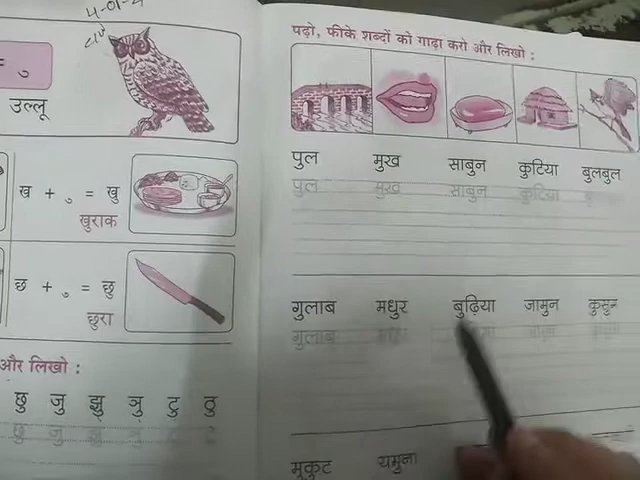 4-01-2
= ु
उल्लू
ख + ु = खु
खुराक
छ + ु = छु
छुरा
और लिखो :
छु जु झु ञु टु ठु
छु जु झु
पढ़ो, फीके शब्दों को गाढ़ा करो और लिखो :
पुल मुख साबुन कुटिया बुलबुल
पुल मुख साबुन कुटिया
गुलाब मधुर बुढ़िया जामुन कुसुम
गुलाब
मुकुट यमुना